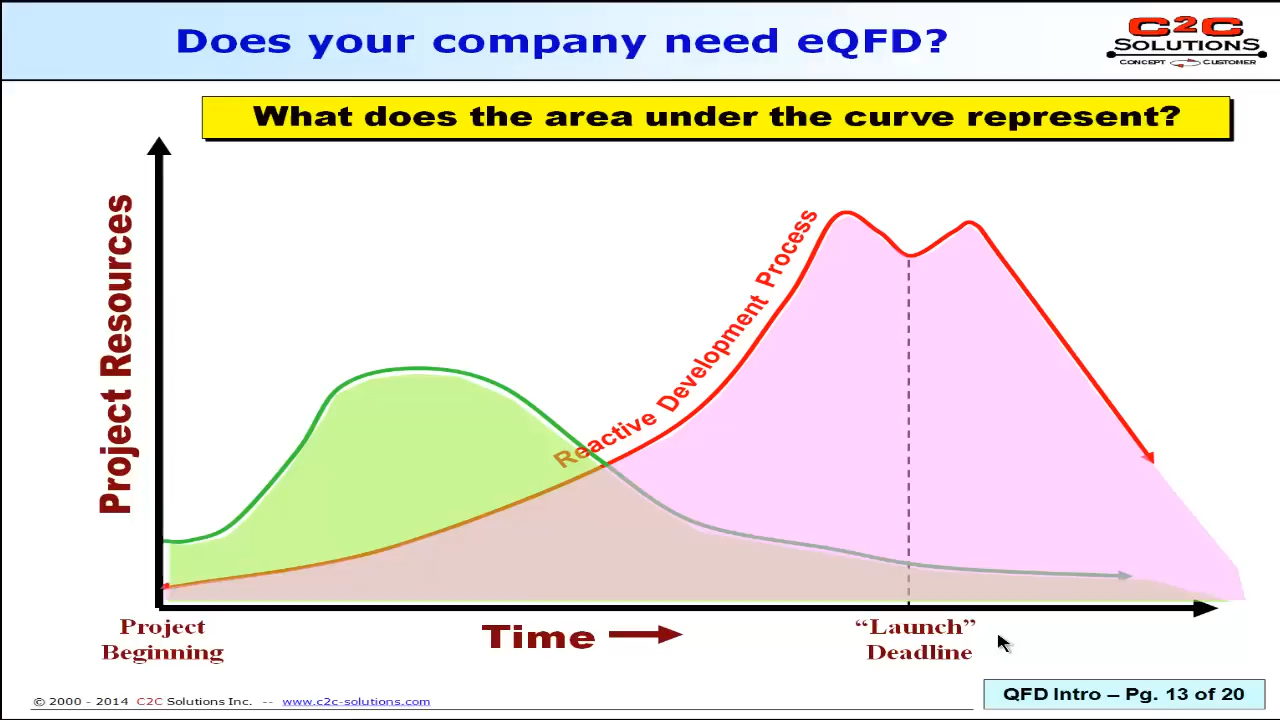 Does your company need eQFD?
C2C
SOLUTIONS
CONCEPT CUSTOMER
What does the area under the curve represent?
Project Resources
Reactive Development Process
Project
Beginning
Time
“Launch”
Deadline
© 2000 - 2014 C2C Solutions Inc. -- www.c2c-solutions.com
QFD Intro – Pg. 13 of 20